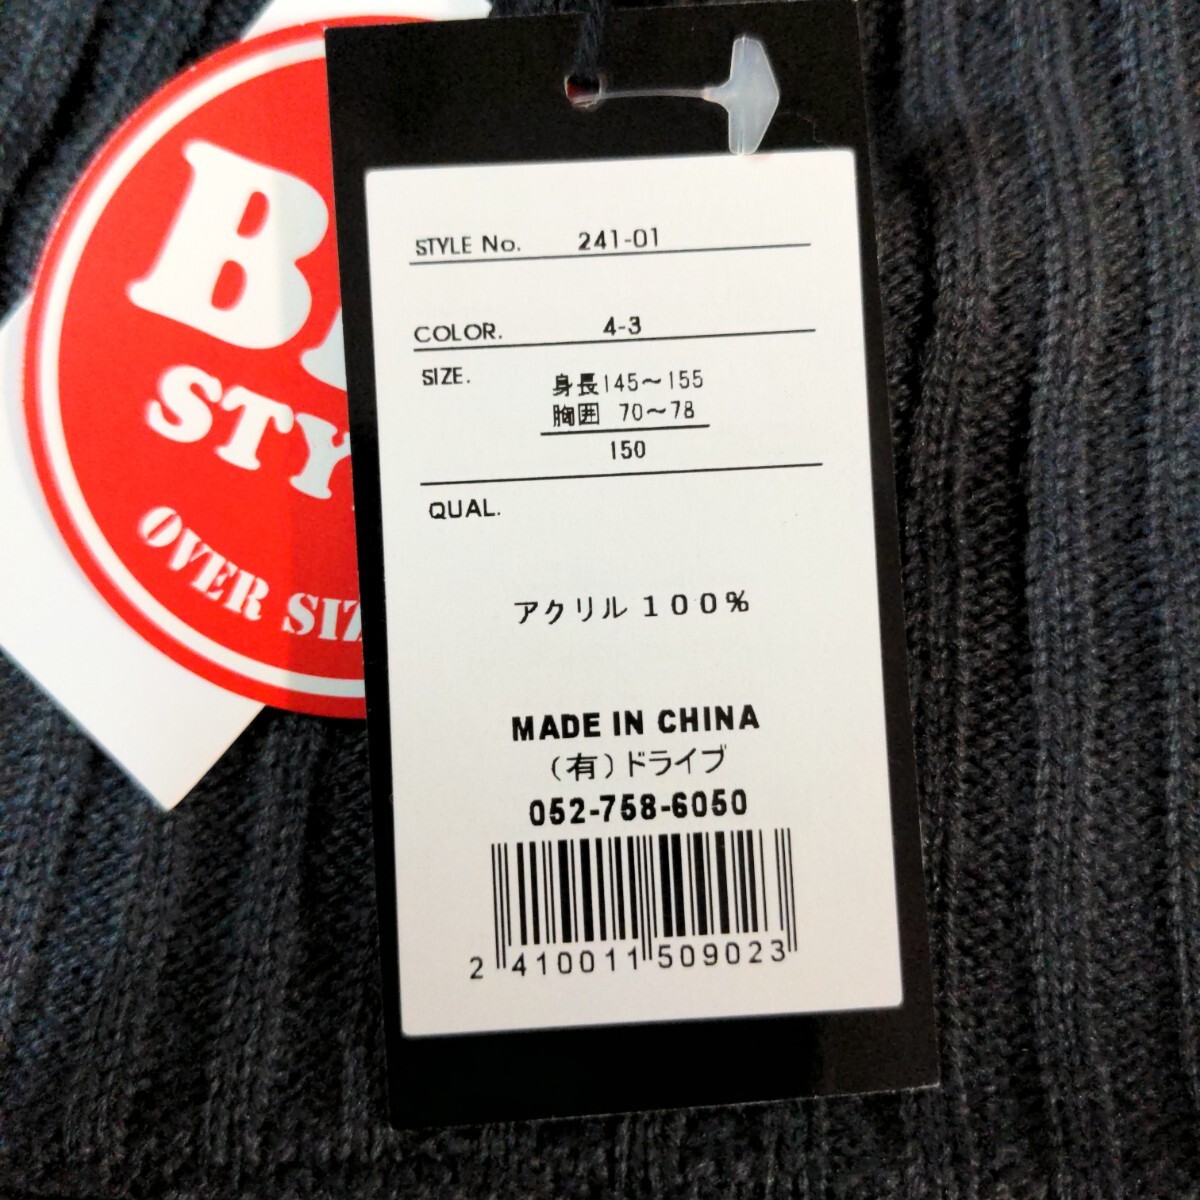 STYLE No. 241-01
COLOR. 4-3
SIZE. 身長145～155
胸囲 70～78
150
QUAL.
アクリル100%
MADE IN CHINA
(有)ドライブ
052-758-6050
2 410011 509023
OVER